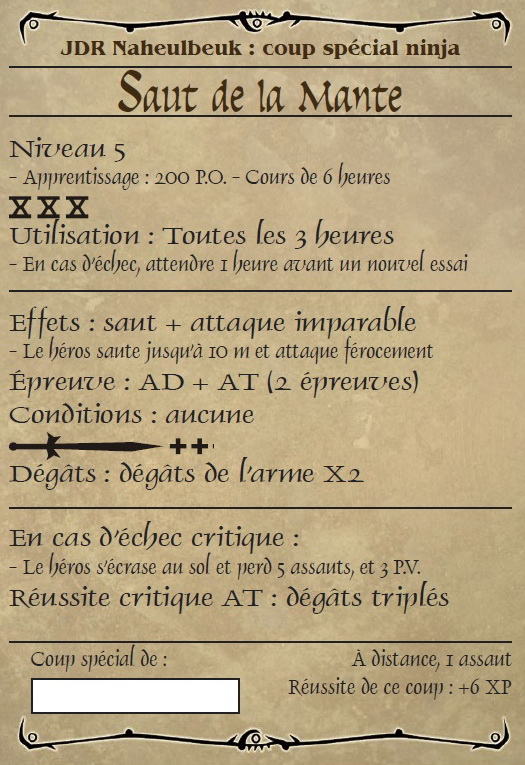 JDR Naheulbeuk : coup spécial ninja
Saut de la Mante
Niveau 5
- Apprentissage : 200 P.O. - Cours de 6 heures
Utilisation : Toutes les 3 heures
- En cas d'échec, attendre 1 heure avant un nouvel essai
Effets : saut + attaque imparable
- Le héros saute jusqu'à 10 m et attaque férocement
Épreuve : AD + AT (2 épreuves)
Conditions : aucune
Dégâts : dégâts de l'arme X2
En cas d'échec critique :
- Le héros s'écrase au sol et perd 5 assauts, et 3 P.V.
Réussite critique AT : dégâts triplés
Coup spécial de :
À distance, 1 assaut
Réussite de ce coup : +6 XP